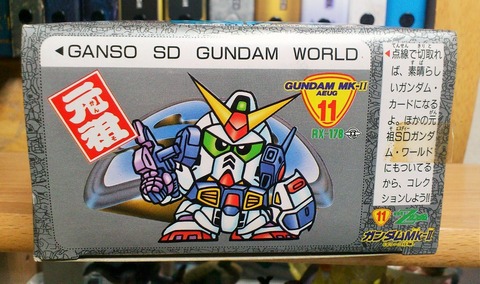 ◀GANSO SD GUNDAM WORLD
元祖
GUNDAM MK-II
AEUG
11
RX-178
点線で切取れ
ば、素晴らし
いガンダム・
カードになる
よ。ほかの元
祖SDガンダ
ム・ワールド
にもついてる
から、コレク
ションしよう!!
11
ガンダムMk-II